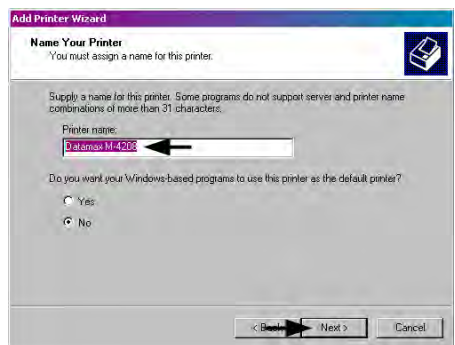 Add Printer Wizard
Name Your Printer
You must assign a name for this printer.
Supply a name for this printer. Some programs do not support server and printer name
combinations of more than 31 characters.
Printer name:
Datamax M-4208
Do you want your Windows-based programs to use this printer as the default printer?
Yes
No
< Back
Next >
Cancel